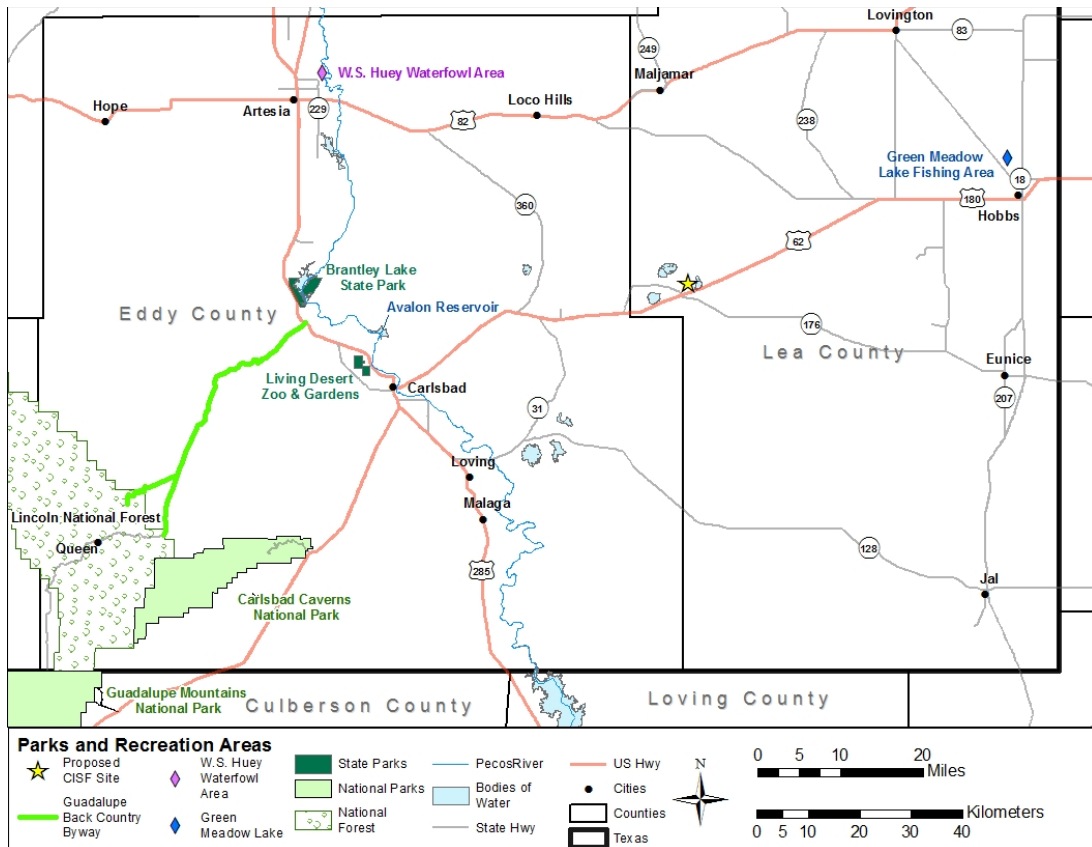 Lovington
83
249
W.S. Huey Waterfowl Area
Maljamar
Hope
Artesia
229
Loco Hills
82
238
Green Meadow
Lake Fishing Area
18
180
Hobbs
360
62
Brantley Lake
State Park
Eddy County
Avalon Reservoir
176
Lea County
Eunice
Living Desert
Zoo & Gardens
Carlsbad
207
31
Loving
Malaga
Lincoln National Forest
Queen
128
285
Jal
Carlsbad Caverns
National Park
Guadalupe Mountains
National Park
Culberson County
Loving County
Parks and Recreation Areas
Proposed
CISF Site
Guadalupe
Back Country
Byway
W.S. Huey
Waterfowl
Area
Green
Meadow Lake
State Parks
National Parks
National
Forest
PecosRiver
Bodies of
Water
State Hwy
US Hwy
Cities
Counties
Texas
N
0 5 10 20
Miles
Kilometers
0 5 10 20 30 40